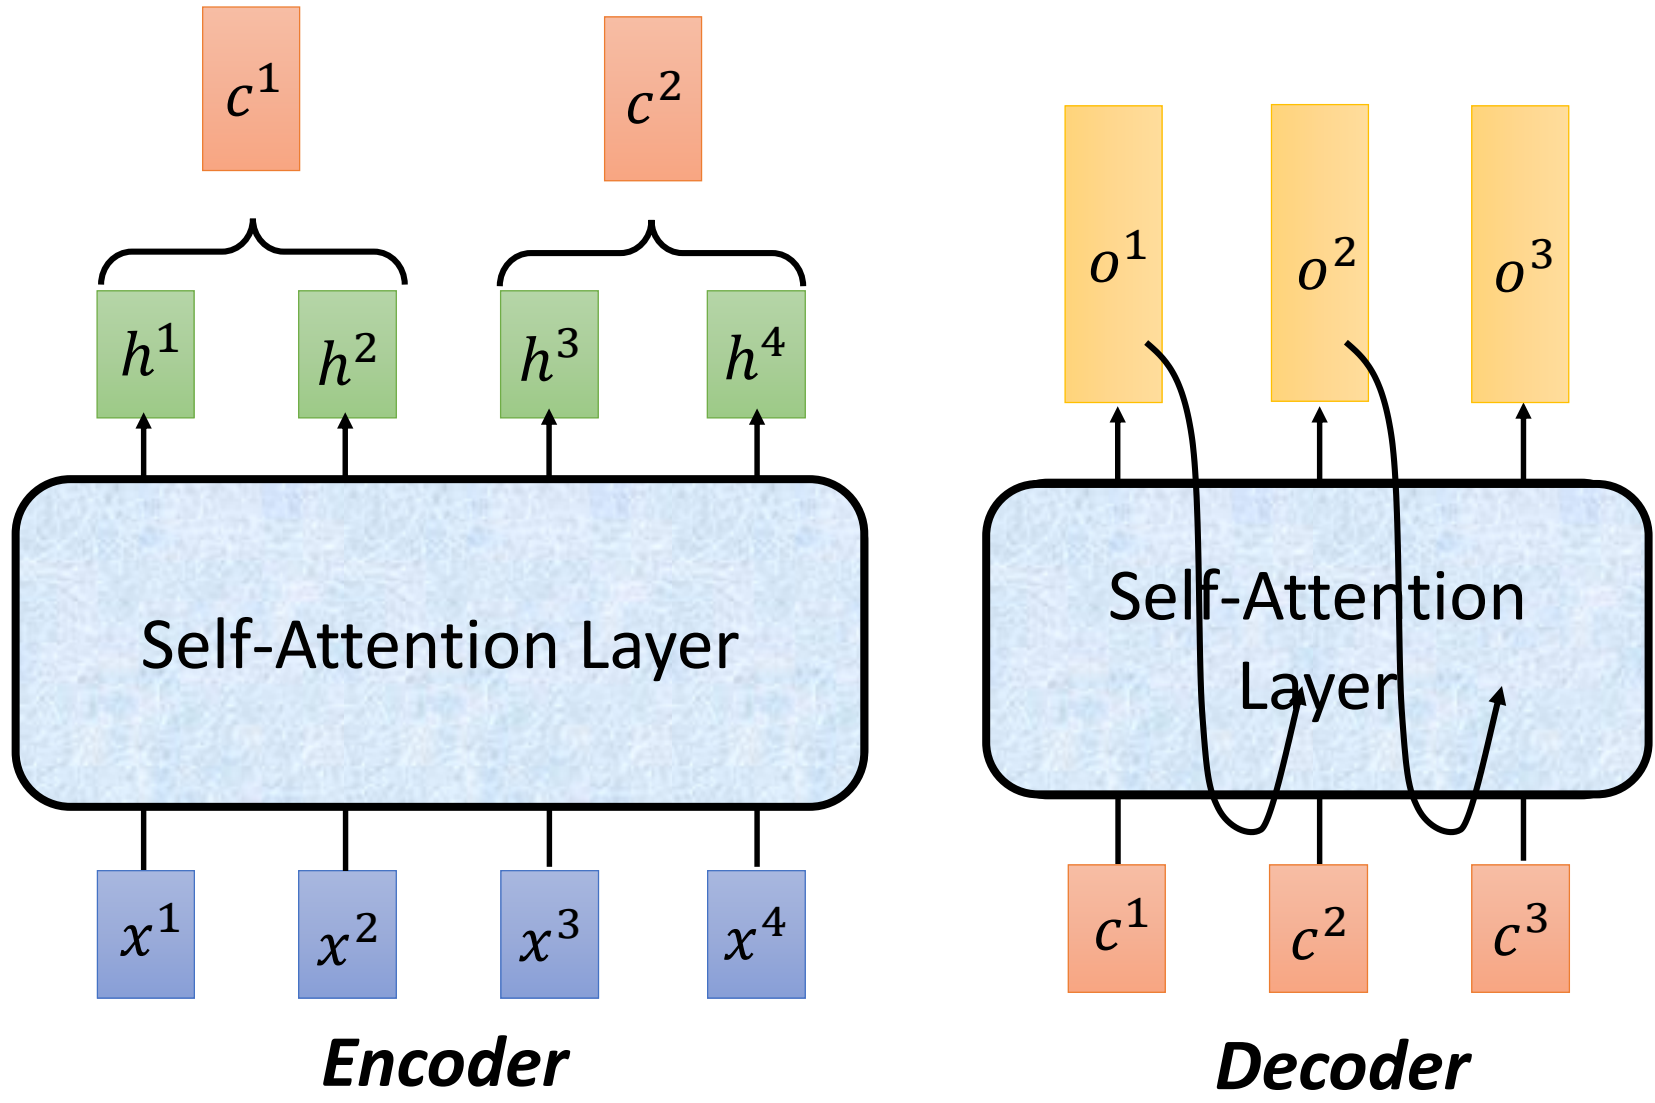 c¹ c²
h¹ h² h³ h⁴
Self-Attention Layer
x¹ x² x³ x⁴
Encoder
o¹ o² o³
Self-Attention
Layer
c¹ c² c³
Decoder